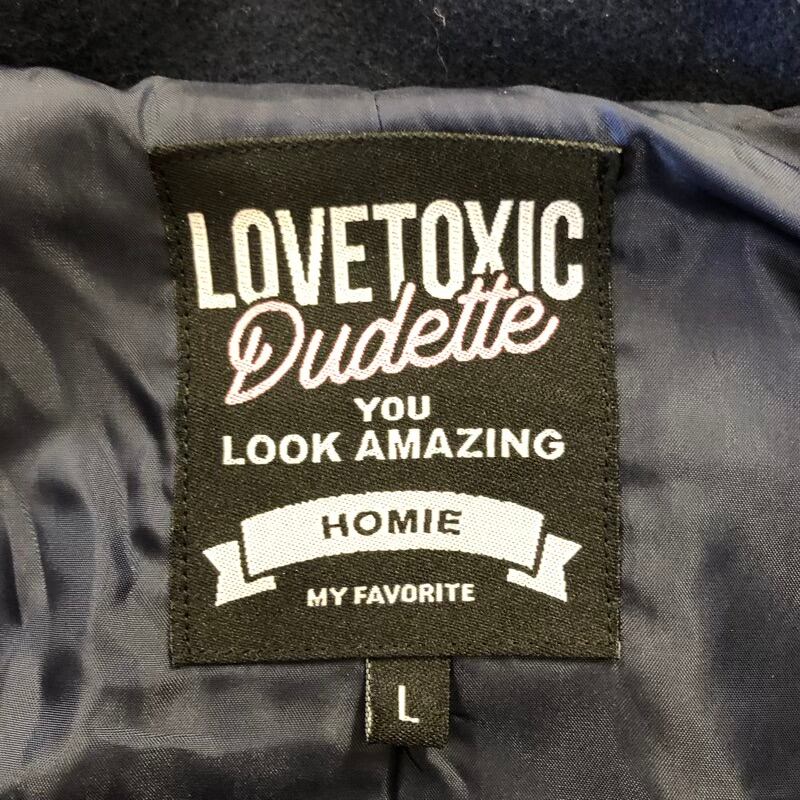 LOVETOXIC
Dudette
YOU
LOOK AMAZING
HOMIE
MY FAVORITE
L